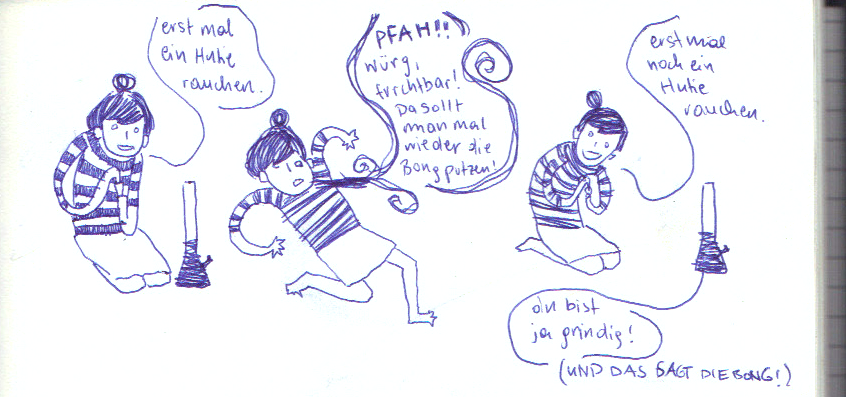 erst mal
ein Hutie
rauchen.
PFAH!!
würg,
furchtbar!
Da sollt
man mal
wieder die
Bong putzen!
erst mal
noch ein
Hutie
rauchen.
du bist
ja grindig!
(UND DAS SAGT DIE BONG!)